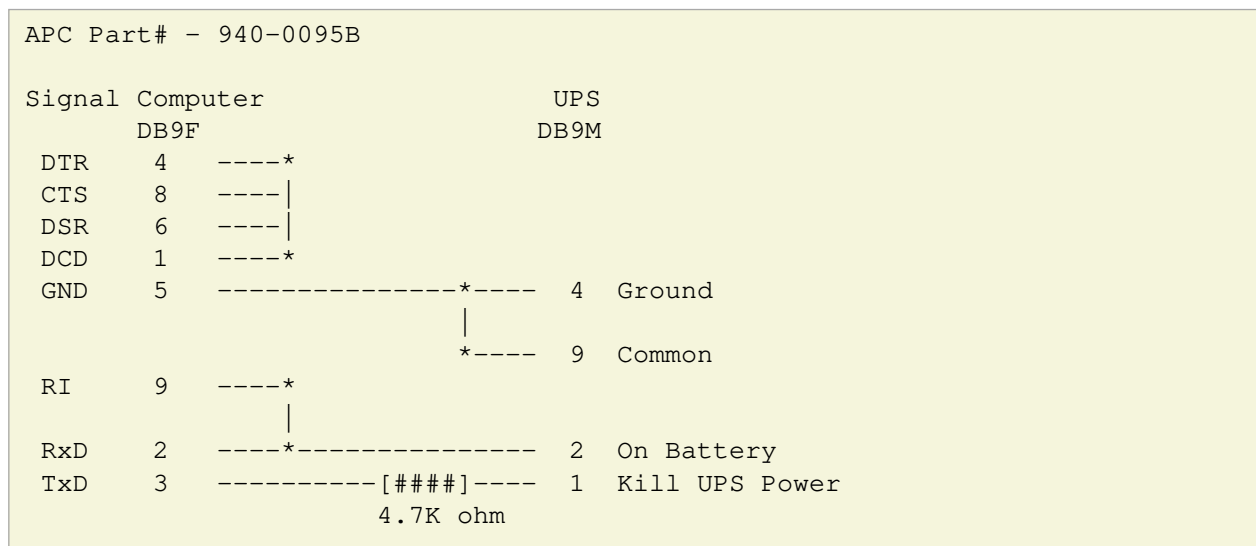 APC Part# - 940-0095B
Signal Computer                    UPS
       DB9F                       DB9M
 DTR    4   ----*
 CTS    8   ----|
 DSR    6   ----|
 DCD    1   ----*
 GND    5   ---------------*----  4  Ground
                           |
                           *----  9  Common
 RI     9   ----*
                |
 RxD    2   ----*---------------  2  On Battery
 TxD    3   ----------[####]----  1  Kill UPS Power
                      4.7K ohm